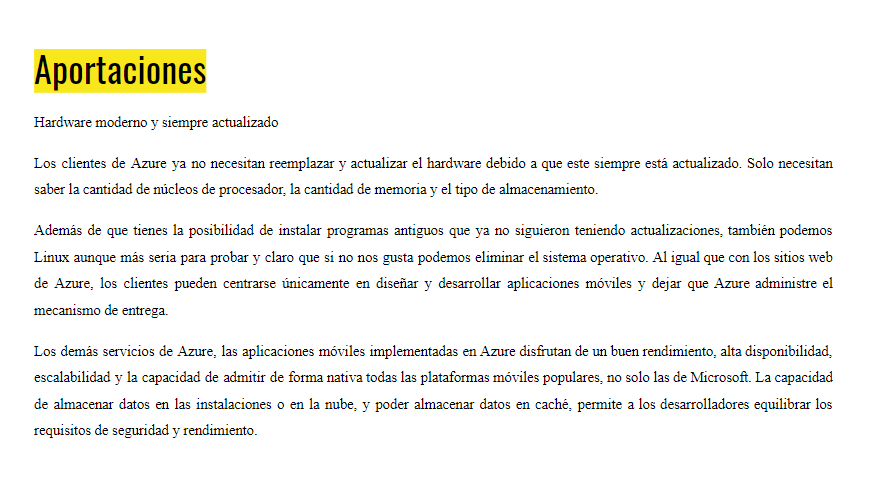 Aportaciones
Hardware moderno y siempre actualizado
Los clientes de Azure ya no necesitan reemplazar y actualizar el hardware debido a que este siempre está actualizado. Solo necesitan
saber la cantidad de núcleos de procesador, la cantidad de memoria y el tipo de almacenamiento.
Además de que tienes la posibilidad de instalar programas antiguos que ya no siguieron teniendo actualizaciones, también podemos
Linux aunque más seria para probar y claro que si no nos gusta podemos eliminar el sistema operativo. Al igual que con los sitios web
de Azure, los clientes pueden centrarse únicamente en diseñar y desarrollar aplicaciones móviles y dejar que Azure administre el
mecanismo de entrega.
Los demás servicios de Azure, las aplicaciones móviles implementadas en Azure disfrutan de un buen rendimiento, alta disponibilidad,
escalabilidad y la capacidad de admitir de forma nativa todas las plataformas móviles populares, no solo las de Microsoft. La capacidad
de almacenar datos en las instalaciones o en la nube, y poder almacenar datos en caché, permite a los desarrolladores equilibrar los
requisitos de seguridad y rendimiento.